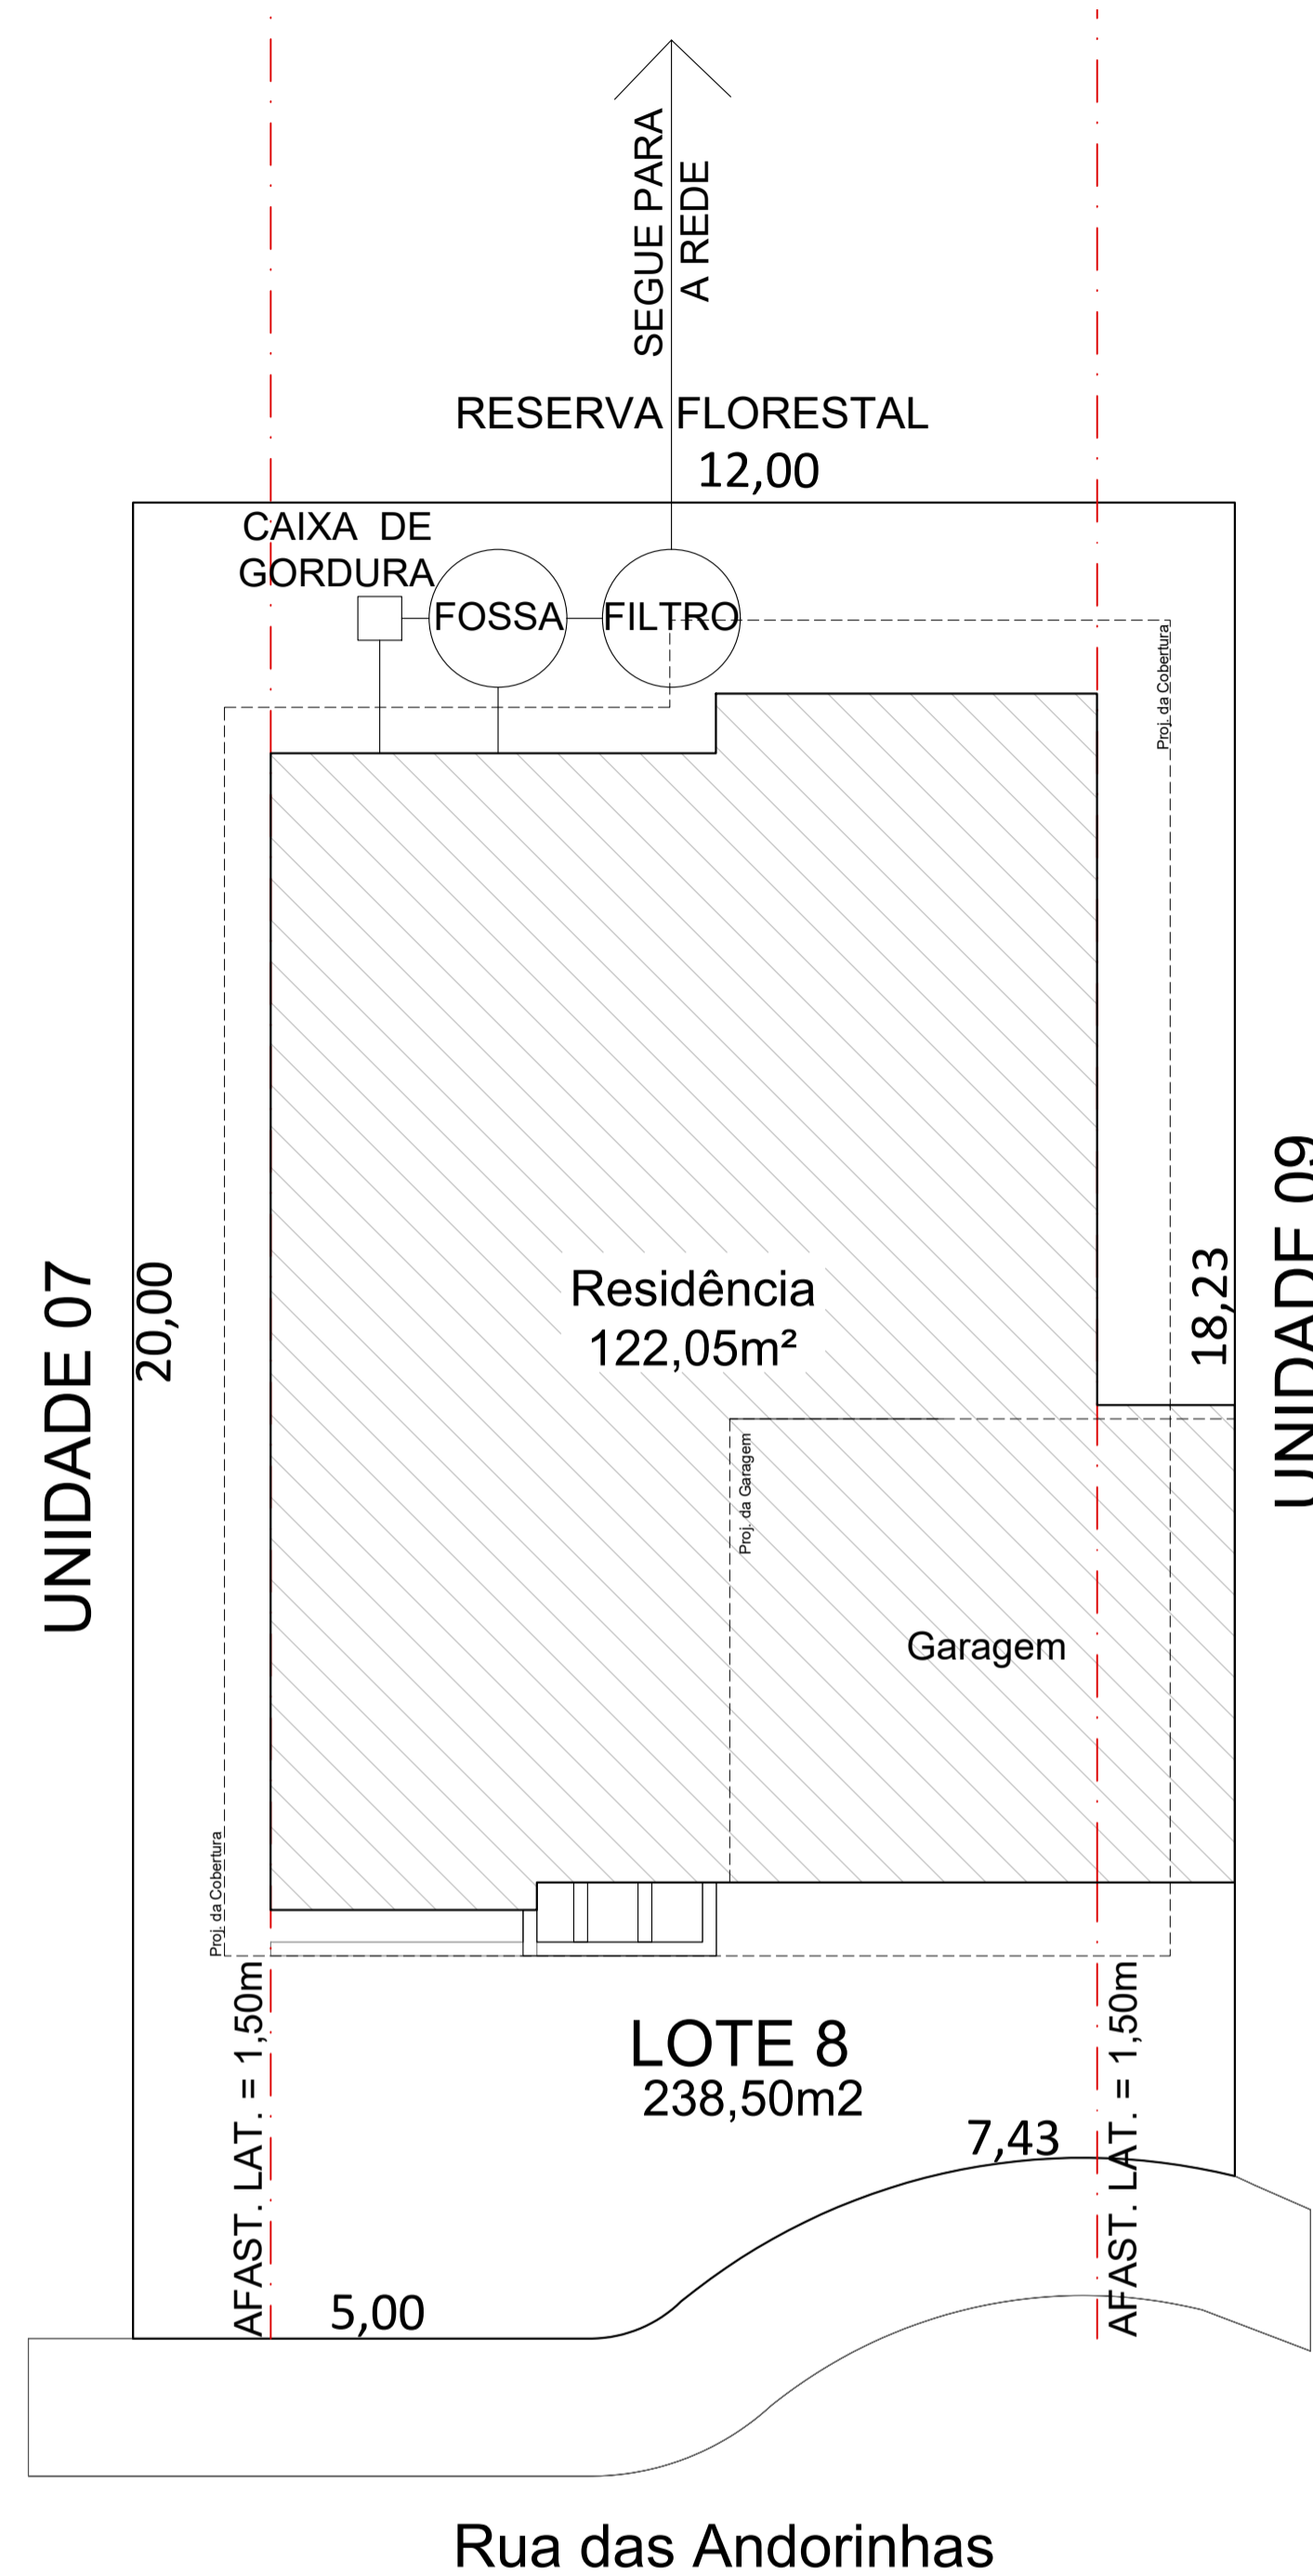 SEGUE PARA
A REDE
RESERVA FLORESTAL
12,00
CAIXA DE
GORDURA
FOSSA
FILTRO
Proj. da Cobertura
UNIDADE 07
20,00
Residência
122,05m²
18,23
UNIDADE 09
Proj. da Garagem
Garagem
Proj. da Cobertura
AFAST. LAT. = 1,50m
LOTE 8
238,50m2
7,43
AFAST. LAT. = 1,50m
5,00
Rua das Andorinhas